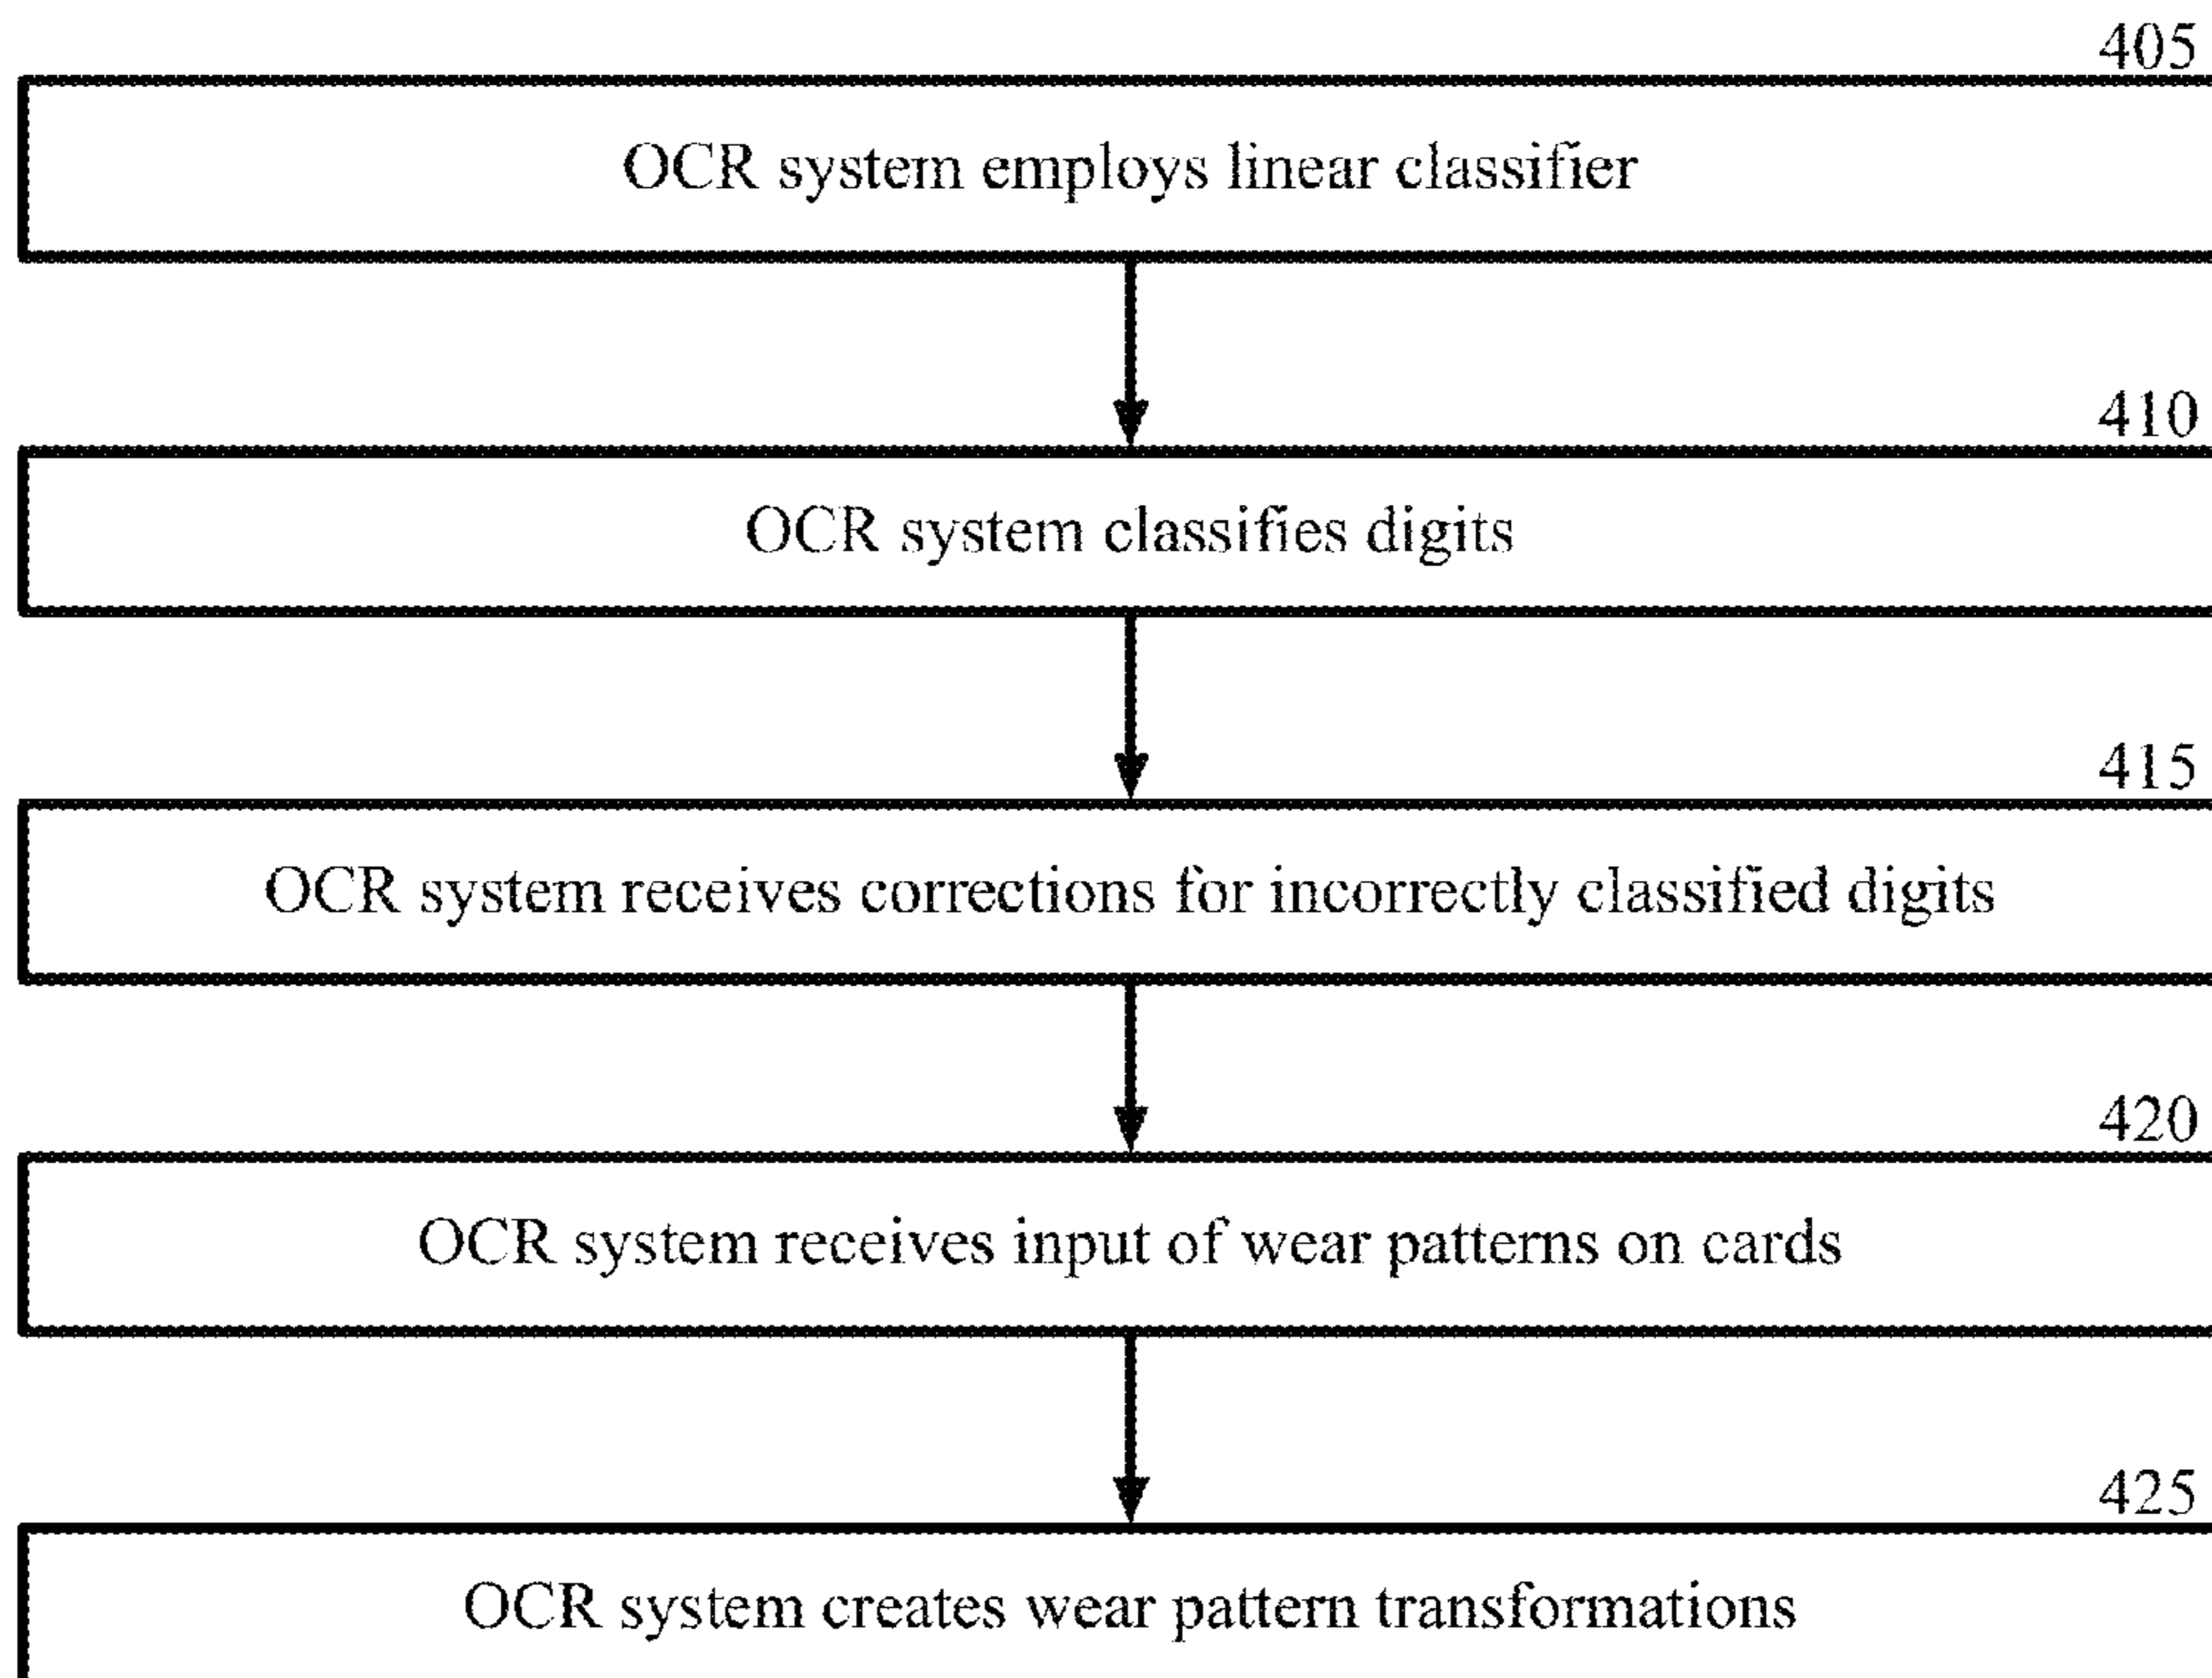 405
OCR system employs linear classifier
410
OCR system classifies digits
415
OCR system receives corrections for incorrectly classified digits
420
OCR system receives input of wear patterns on cards
425
OCR system creates wear pattern transformations